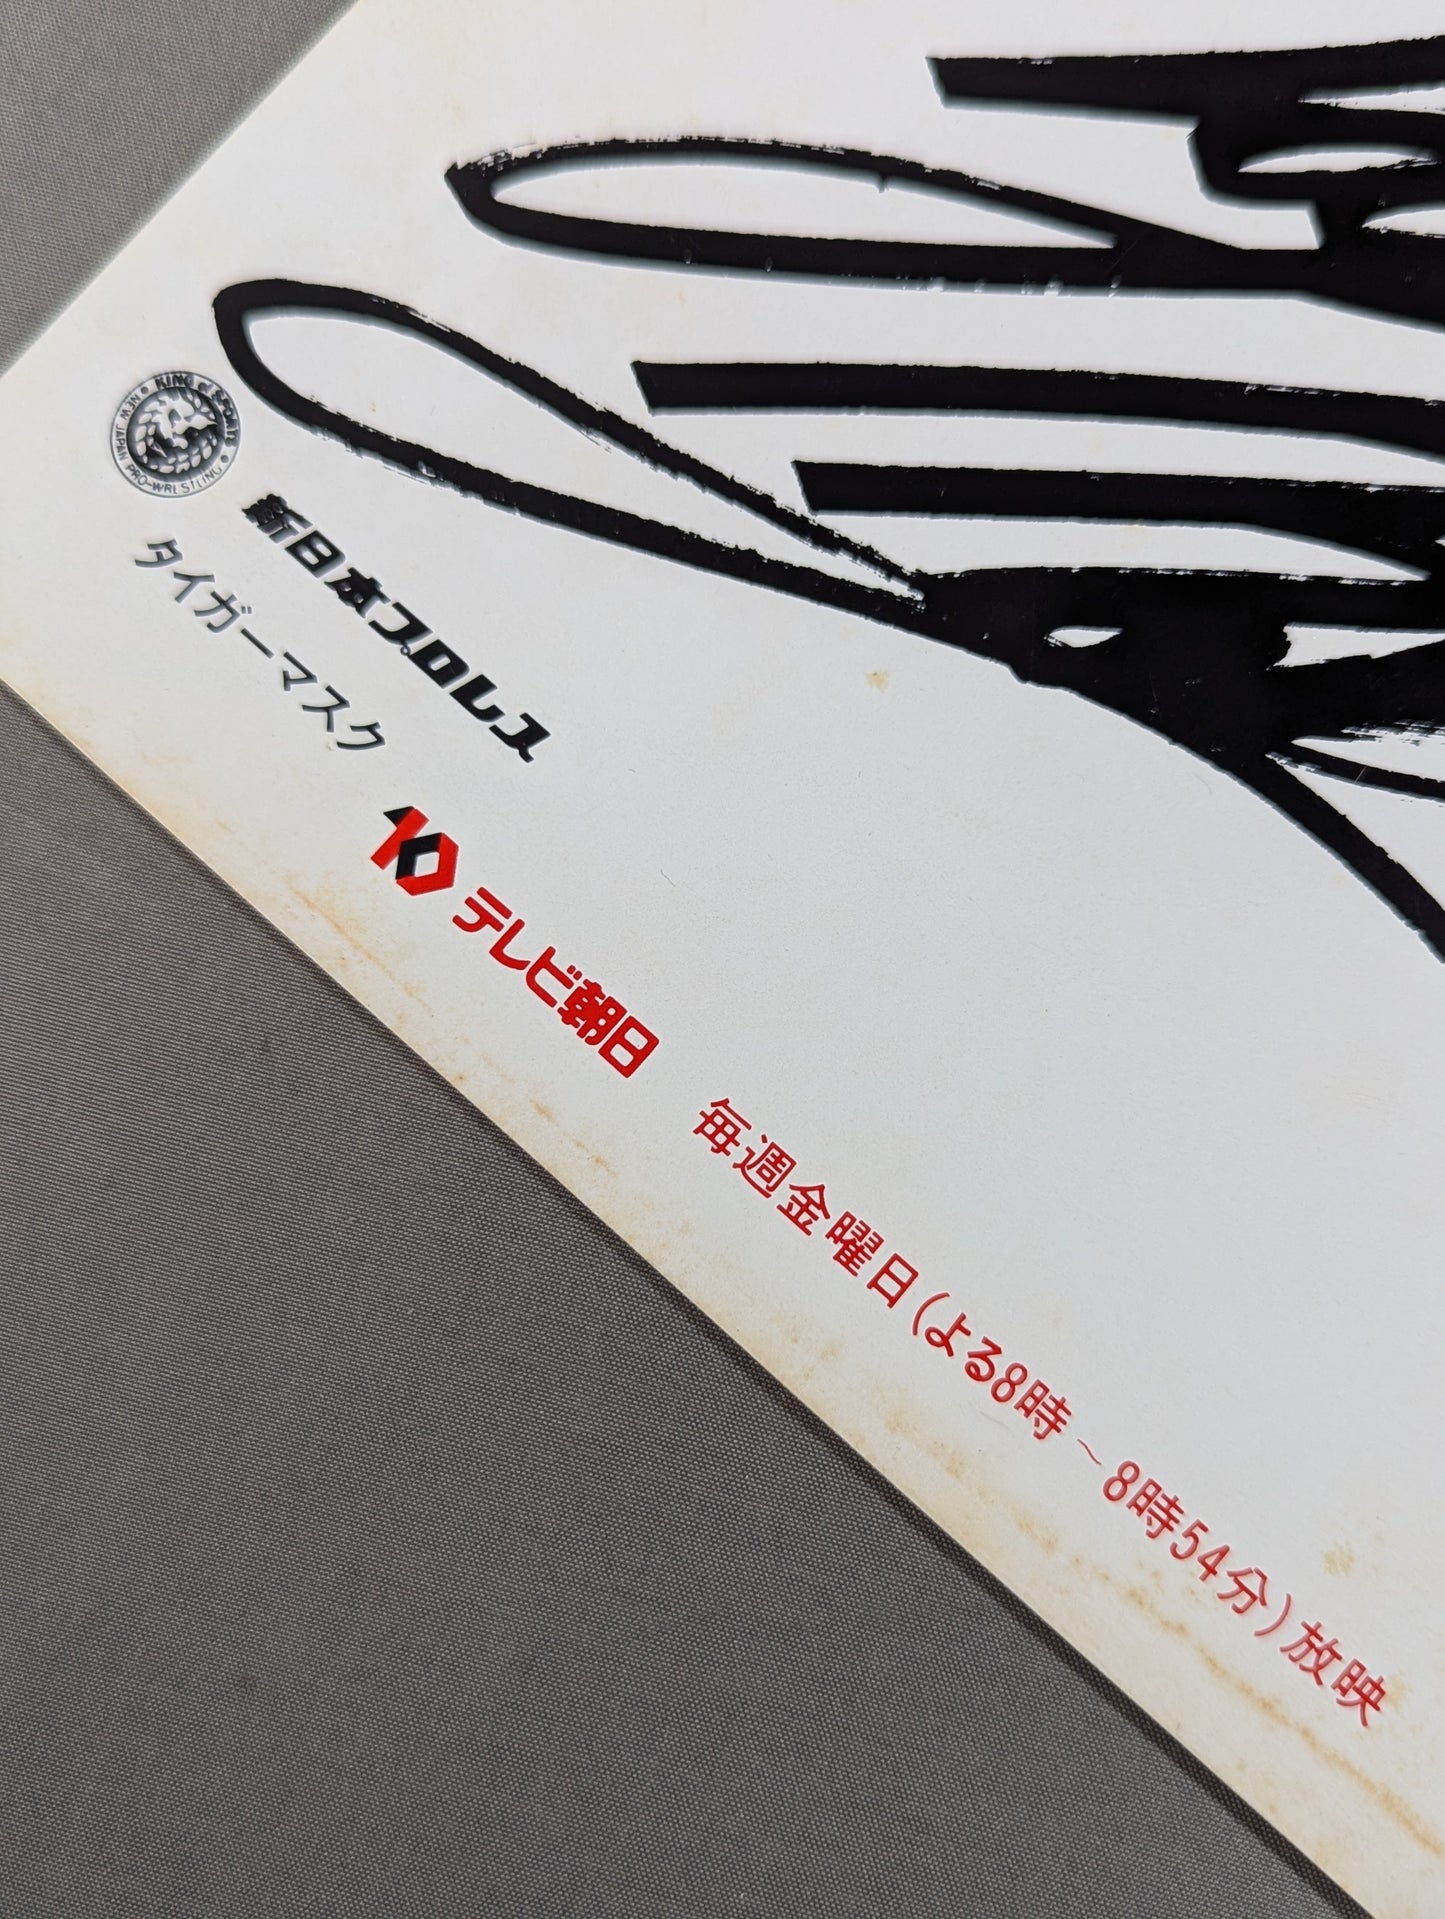 KING of SPORTS
NEW JAPAN PRO-WRESTLING
新日本プロレス
タイガーマスク
10 テレビ朝日 毎週金曜日(よる8時~8時54分)放映